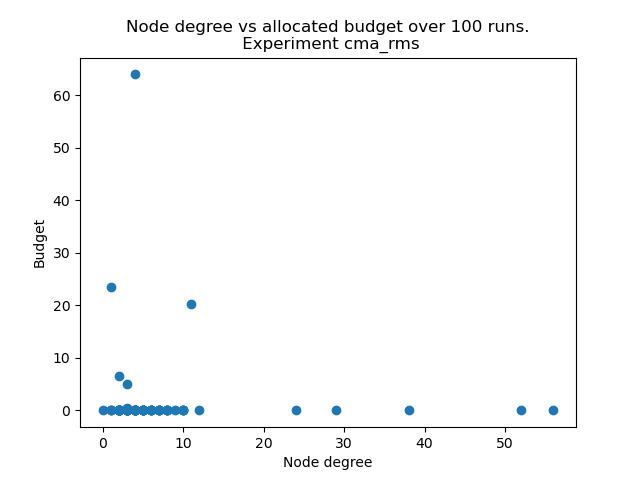 Node degree vs allocated budget over 100 runs.
Experiment cma_rms
60
50
40
30
20
10
0
Budget
0 10 20 30 40 50
Node degree